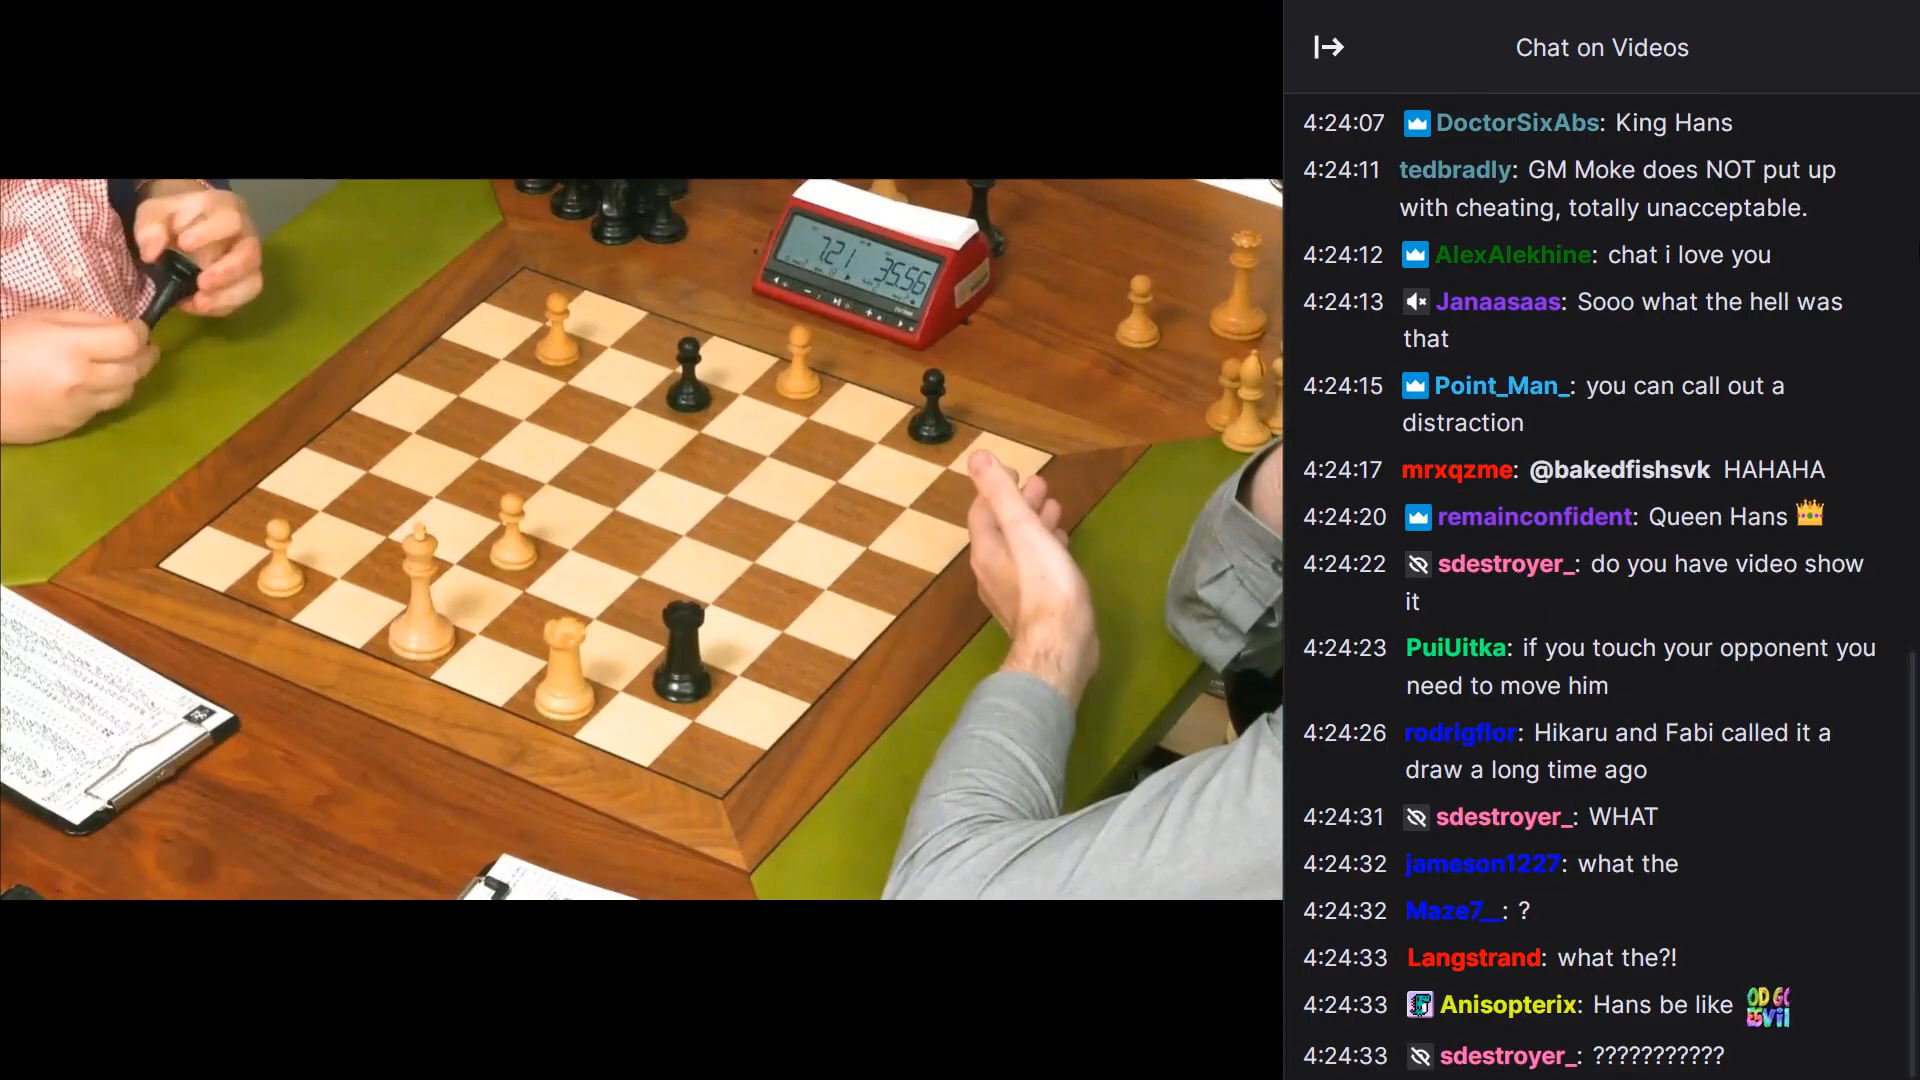 Chat on Videos
4:24:07 DoctorSixAbs: King Hans
4:24:11 tedbradly: GM Moke does NOT put up
with cheating, totally unacceptable.
4:24:12 AlexAlekhine: chat i love you
4:24:13 Janaasaas: Sooo what the hell was
that
4:24:15 Point_Man_: you can call out a
distraction
4:24:17 mrxqzme: @bakedfishsvk HAHAHA
4:24:20 remainconfident: Queen Hans
4:24:22 sdestroyer_: do you have video show
it
4:24:23 PuiUitka: if you touch your opponent you
need to move him
4:24:26 rodrigflor: Hikaru and Fabi called it a
draw a long time ago
4:24:31 sdestroyer_: WHAT
4:24:32 jameson1227: what the
4:24:32 Maze7__: ?
4:24:33 Langstrand: what the?!
4:24:33 Anisopterix: Hans be like
4:24:33 sdestroyer_: ???????????
7.21 35.56